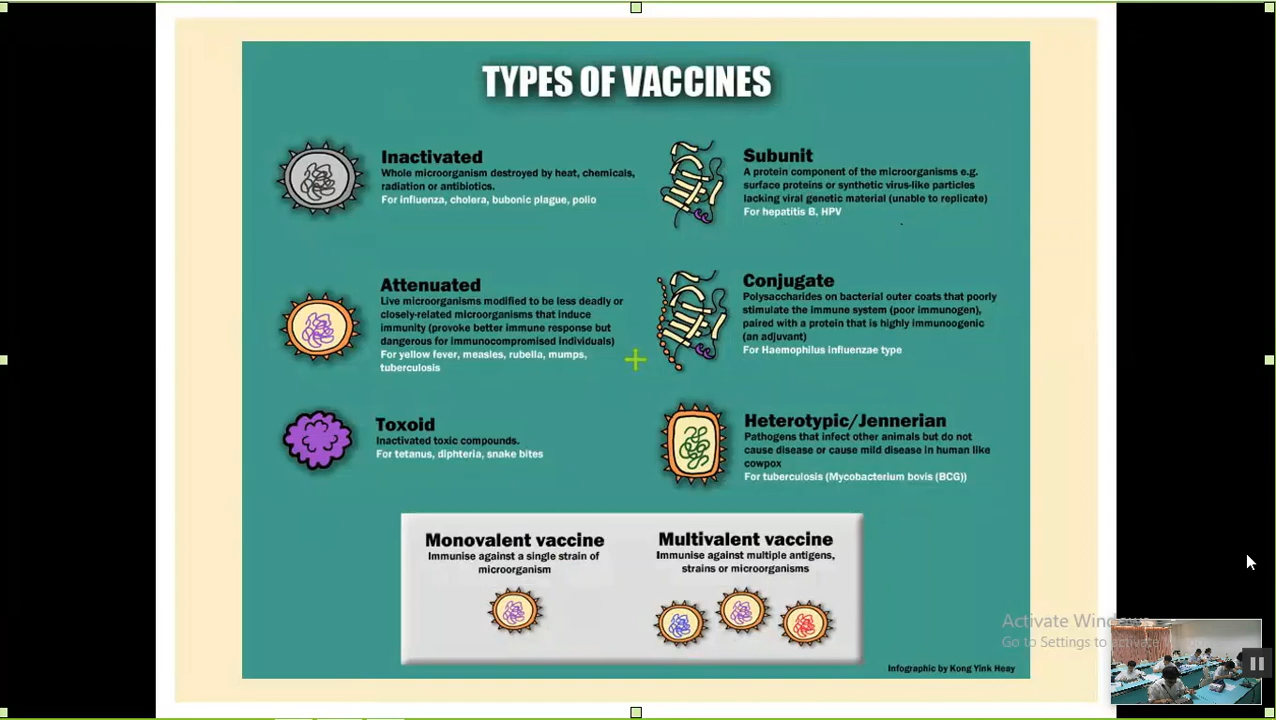 TYPES OF VACCINES
Inactivated
Whole microorganism destroyed by heat, chemicals,
radiation or antibiotics.
For influenza, cholera, bubonic plague, polio
Attenuated
Live microorganisms modified to be less deadly or
closely-related microorganisms that induce
immunity (provoke better immune response but
dangerous for immunocompromised individuals)
For yellow fever, measles, rubella, mumps,
tuberculosis
Toxoid
Inactivated toxic compounds.
For tetanus, diphteria, snake bites
Subunit
A protein component of the microorganisms e.g.
surface proteins or synthetic virus-like particles
lacking viral genetic material (unable to replicate)
For hepatitis B, HPV
Conjugate
Polysaccharides on bacterial outer coats that poorly
stimulate the immune system (poor immunogen),
paired with a protein that is highly immunoogenic
(an adjuvant)
For Haemophilus influenzae type
Heterotypic/Jennerian
Pathogens that infect other animals but do not
cause disease or cause mild disease in human like
cowpox
For tuberculosis (Mycobacterium bovis (BCG))
Monovalent vaccine
Immunise against a single strain of
microorganism
Multivalent vaccine
Immunise against multiple antigens,
strains or microorganisms
Infographic by Kong Yink Heay
Activate Windows
Go to Settings to activate